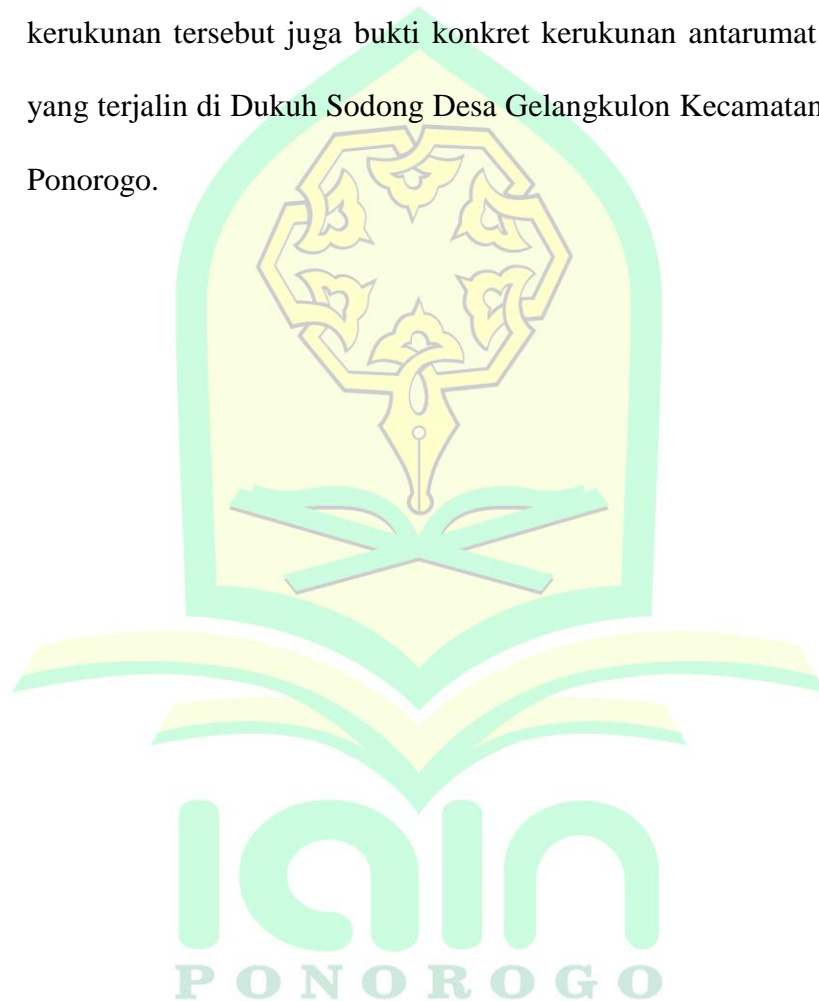 kerukunan tersebut juga bukti konkret kerukunan antarumat
yang terjalin di Dukuh Sodong Desa Gelangkulon Kecamatan
Ponorogo.
iain
PONOROGO